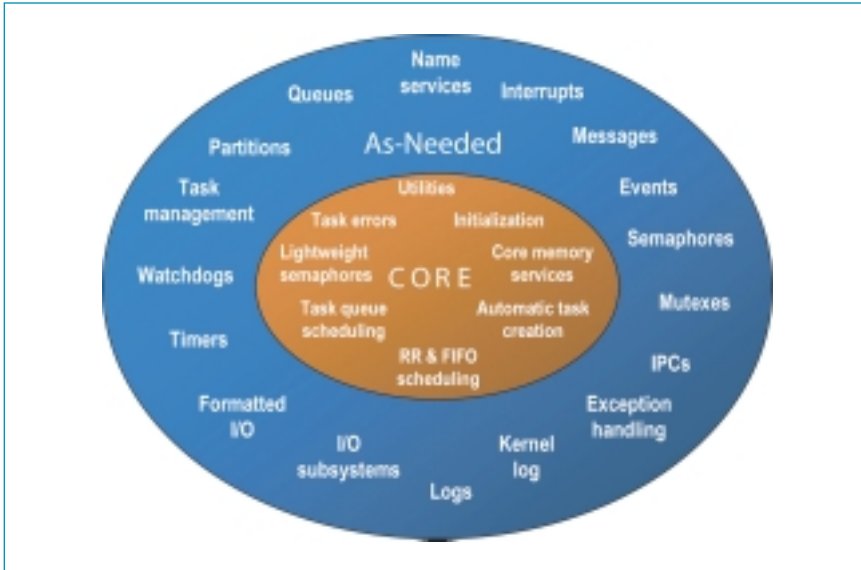 Name
services
Queues
Interrupts
As-Needed
Messages
Partitions
Task
management
Events
Semaphores
Watchdogs
Mutexes
Timers
IPCs
Formatted
I/O
Exception
handling
I/O
subsystems
Kernel
log
Logs
Utilities
Task errors
Initialization
Lightweight
semaphores
CORE
Core memory
services
Task queue
scheduling
Automatic task
creation
RR & FIFO
scheduling